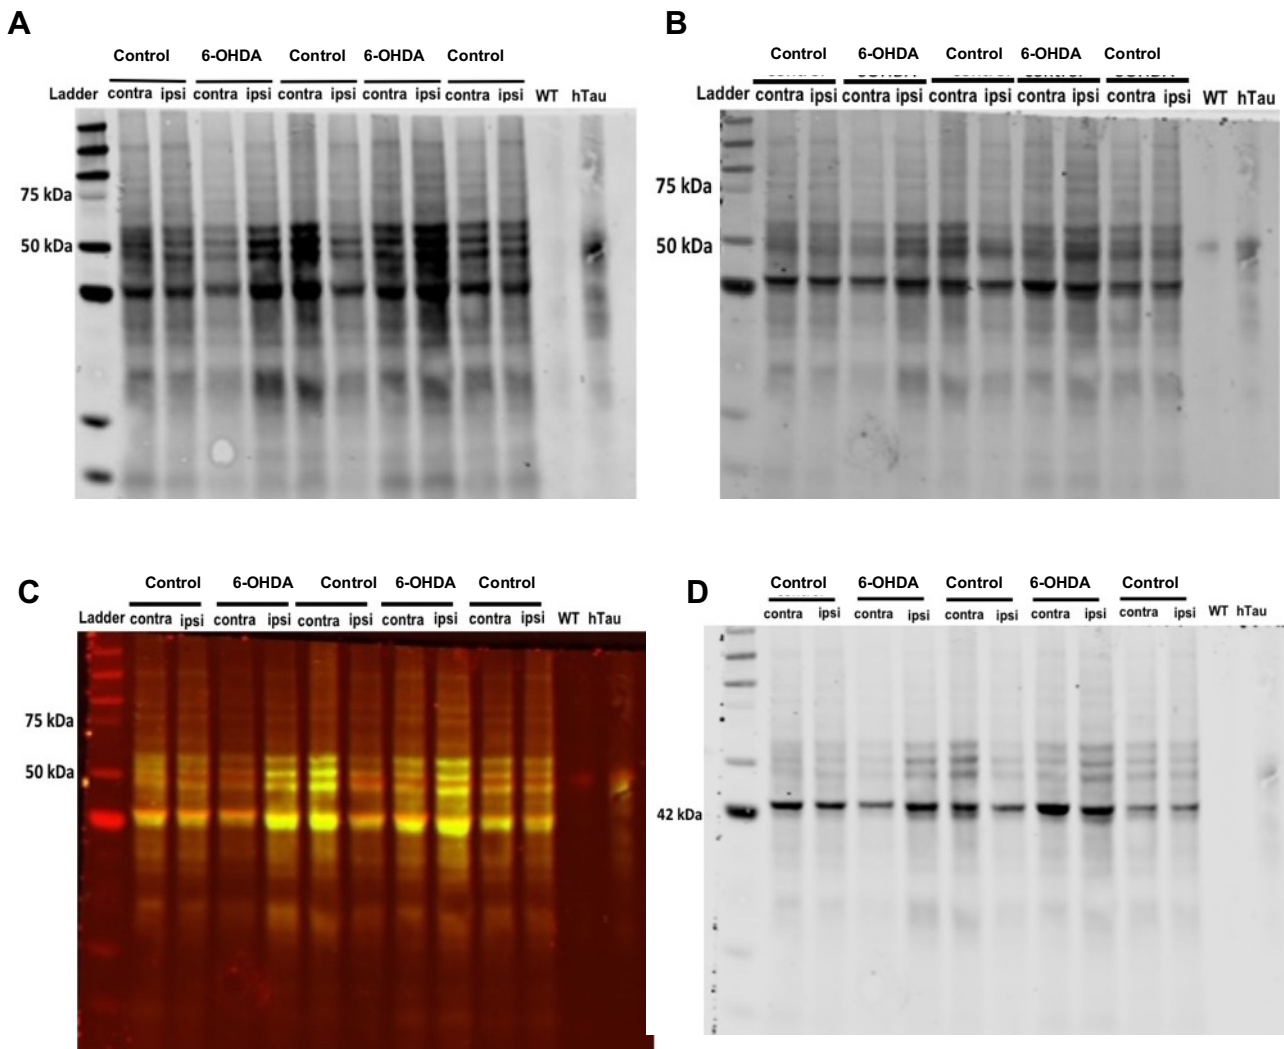 A
Control 6-OHDA Control 6-OHDA Control
Ladder contra ipsi contra ipsi contra ipsi contra ipsi contra ipsi WT hTau
75 kDa
50 kDa
B
Control 6-OHDA Control 6-OHDA Control
Ladder contra ipsi contra ipsi contra ipsi contra ipsi contra ipsi WT hTau
75 kDa
50 kDa
C
Control 6-OHDA Control 6-OHDA Control
Ladder contra ipsi contra ipsi contra ipsi contra ipsi contra ipsi WT hTau
75 kDa
50 kDa
D
Control 6-OHDA Control 6-OHDA Control
contra ipsi contra ipsi contra ipsi contra ipsi contra ipsi WT hTau
42 kDa